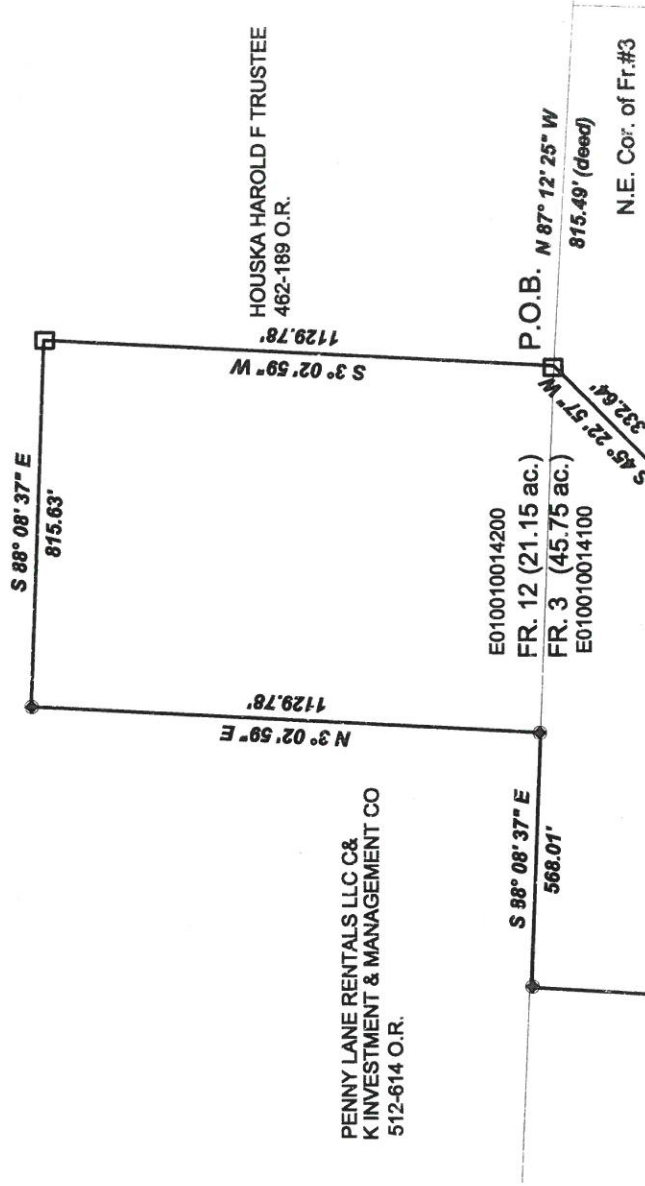 S 88° 08' 37" E
815.63'
HOUSKA HAROLD F TRUSTEE
462-189 O.R.
1129.78'
S 3° 02' 59" W
1129.78'
N 3° 02' 59" E
P.O.B.
N 87° 12' 25" W
815.49' (deed)
N.E. Cor. of Fr.#3
S 45° 22' 57" W
332.64'
E010010014200
FR. 12 (21.15 ac.)
FR. 3 (45.75 ac.)
E010010014100
PENNY LANE RENTALS LLC C&
K INVESTMENT & MANAGEMENT CO
512-614 O.R.
S 88° 08' 37" E
568.01'